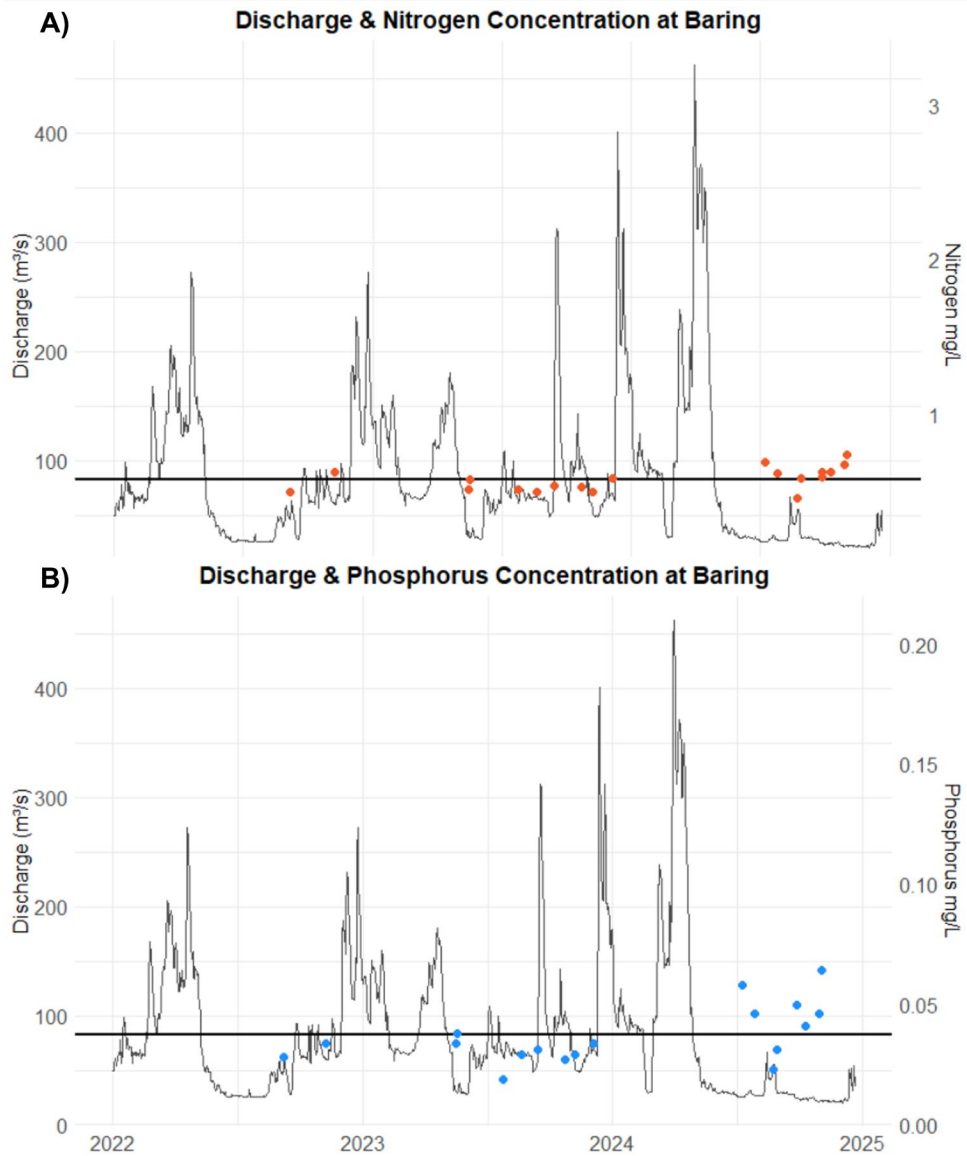 A)
Discharge & Nitrogen Concentration at Baring
400
300
200
100
Discharge (m³/s)
3
2
1
Nitrogen mg/L
B)
Discharge & Phosphorus Concentration at Baring
400
300
200
100
0
Discharge (m³/s)
0.20
0.15
0.10
0.05
0.00
Phosphorus mg/L
2022
2023
2024
2025